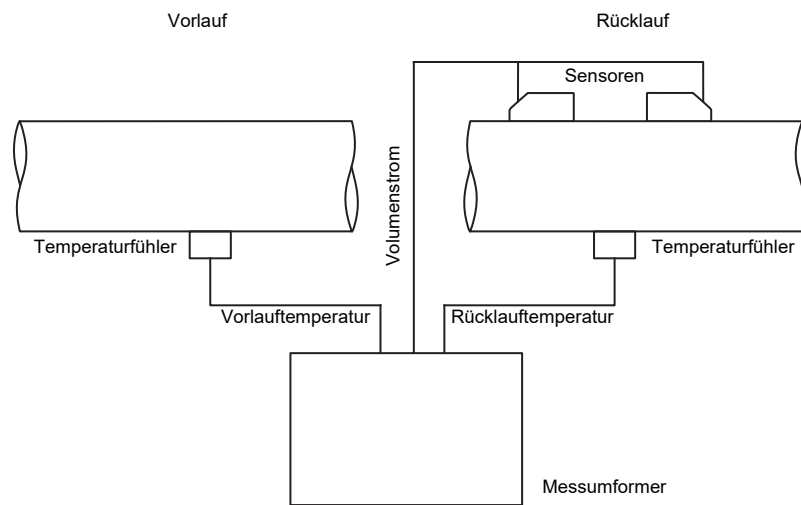 Vorlauf
Rücklauf
Sensoren
Volumenstrom
Temperaturfühler
Temperaturfühler
Vorlauftemperatur
Rücklauftemperatur
Messumformer